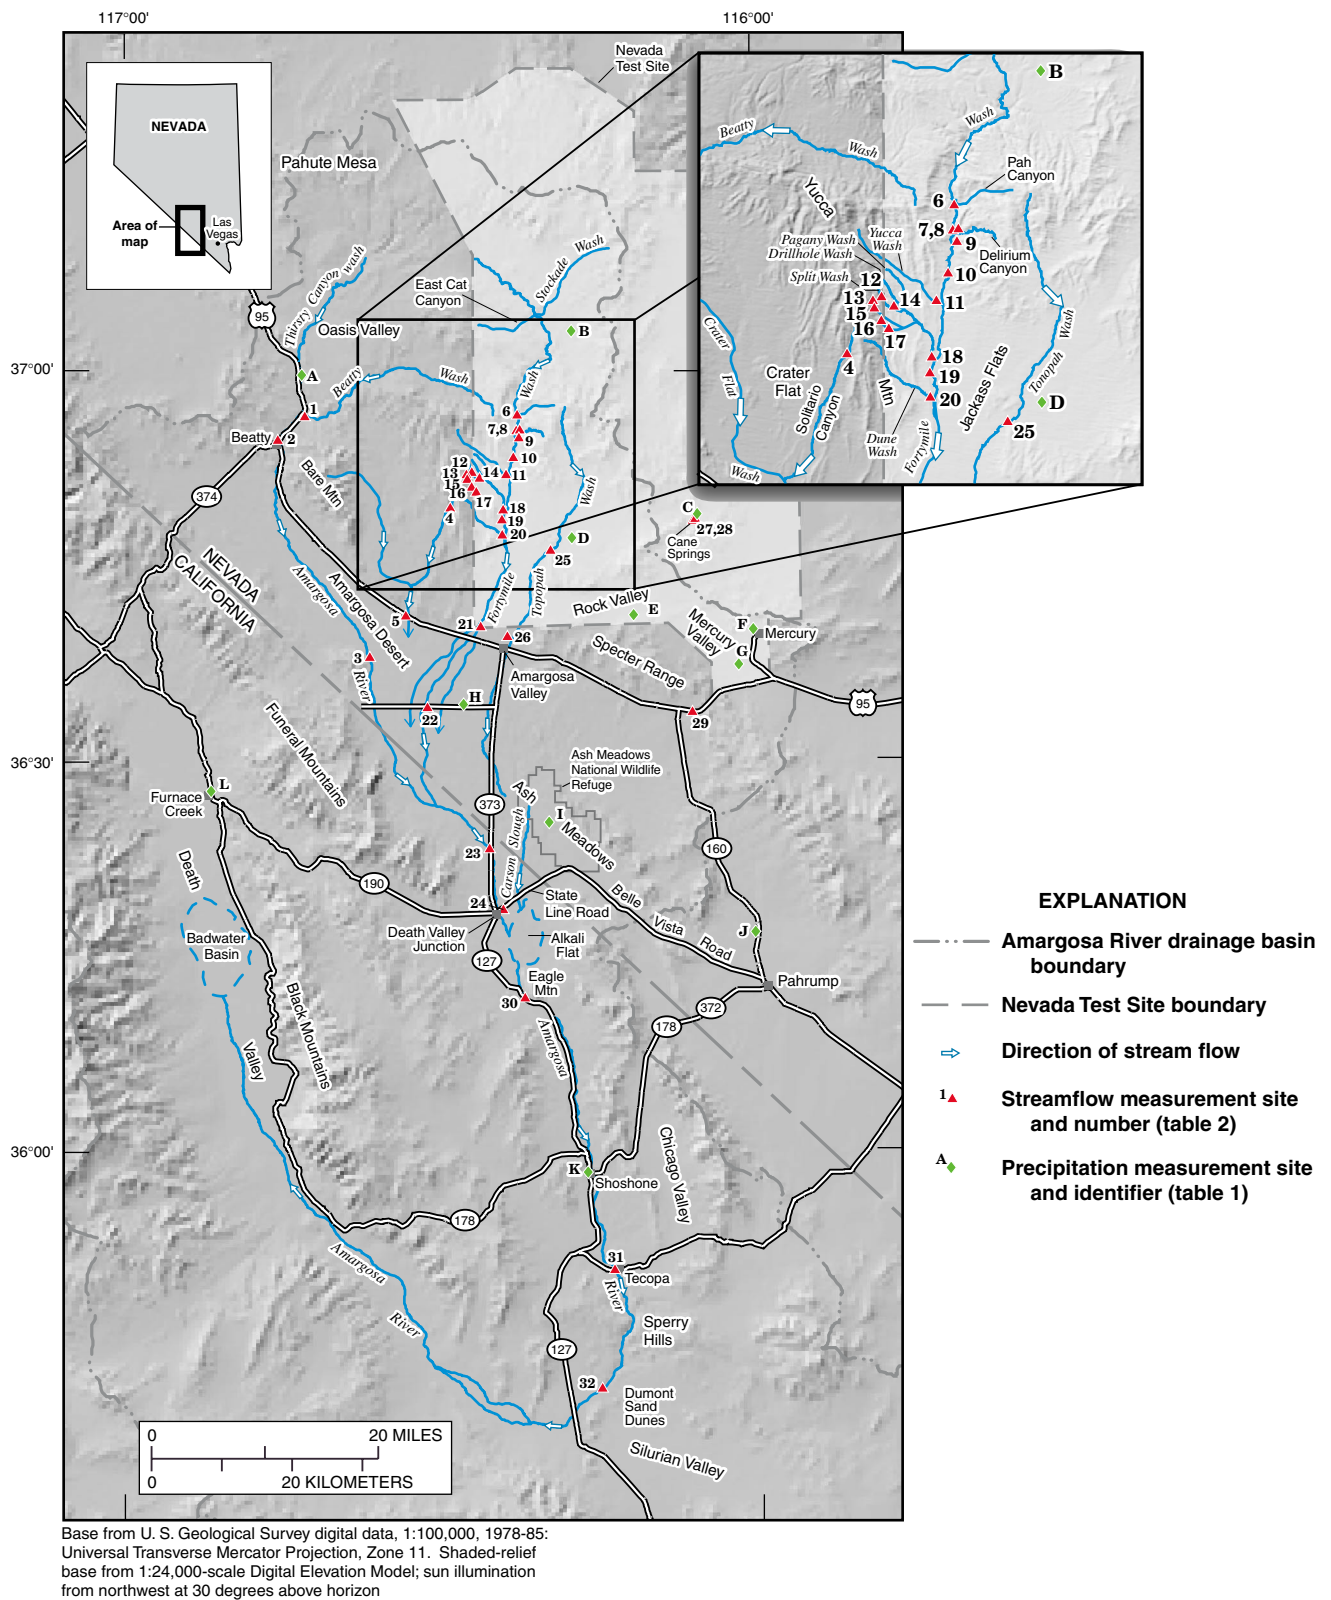 117°00'
116°00'
Nevada
Test Site
NEVADA
Las
Vegas
Area of
map
Pahute Mesa
B
Wash
Beatty
Wash
Pah
Canyon
Yucca
6
7,8
9
Pagany Wash
Yucca
Wash
Drillhole Wash
Delirium
Canyon
Split Wash
12
10
13
14
11
15
16
17
Crater
Flat
Wash
4
18
19
20
Crater
Flat
Solitario
Canyon
Mtn
Dune
Wash
Fortymile
Jackass Flats
Tonopah
Wash
D
25
Thirsty Canyon wash
Stockade Wash
East Cat
Canyon
95
Oasis Valley
B
37°00'
A
Beatty
Wash
Wash
1
6
7,8
Beatty
2
9
10
12
13
14
11
15
16
17
Bare Mtn
Wash
374
4
18
19
20
C
27,28
Cane
Springs
D
25
NEVADA
CALIFORNIA
Amargosa
Amargosa Desert
Fortymile
Topopah
Rock Valley
E
5
21
26
Mercury
Valley
F
Mercury
G
3
River
Specter Range
Amargosa
Valley
H
22
95
29
Funeral Mountains
36°30'
Ash Meadows
National Wildlife
Refuge
L
Furnace
Creek
Ash
Meadows
373
I
Carson Slough
160
23
Death
190
24
State
Line Road
Belle
Vista
Road
J
Badwater
Basin
Death Valley
Junction
Alkali
Flat
127
Eagle
Mtn
Pahrump
30
372
178
Black Mountains
Amargosa
Valley
36°00'
K
Shoshone
Chicago Valley
178
Amargosa
River
31
Tecopa
River
Sperry
Hills
127
32
Dumont
Sand
Dunes
Silurian Valley
0 20 MILES
0 20 KILOMETERS
EXPLANATION
Amargosa River drainage basin
boundary
Nevada Test Site boundary
Direction of stream flow
1 Streamflow measurement site
and number (table 2)
A Precipitation measurement site
and identifier (table 1)
Base from U. S. Geological Survey digital data, 1:100,000, 1978-85:
Universal Transverse Mercator Projection, Zone 11. Shaded-relief
base from 1:24,000-scale Digital Elevation Model; sun illumination
from northwest at 30 degrees above horizon